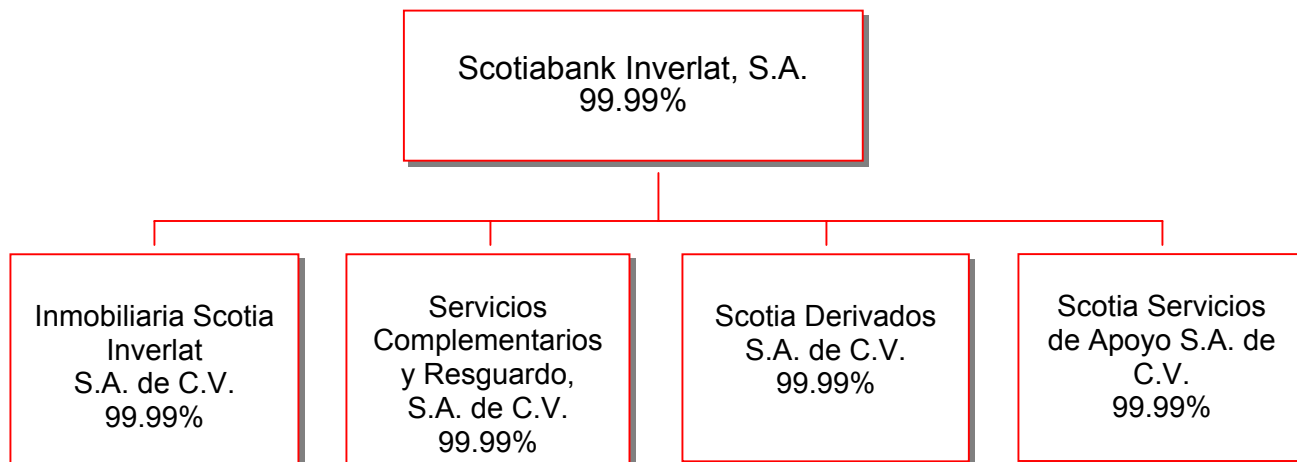 Scotiabank Inverlat, S.A.
99.99%
Inmobiliaria Scotia
Inverlat
S.A. de C.V.
99.99%
Servicios
Complementarios
y Resguardo,
S.A. de C.V.
99.99%
Scotia Derivados
S.A. de C.V.
99.99%
Scotia Servicios
de Apoyo S.A. de
C.V.
99.99%